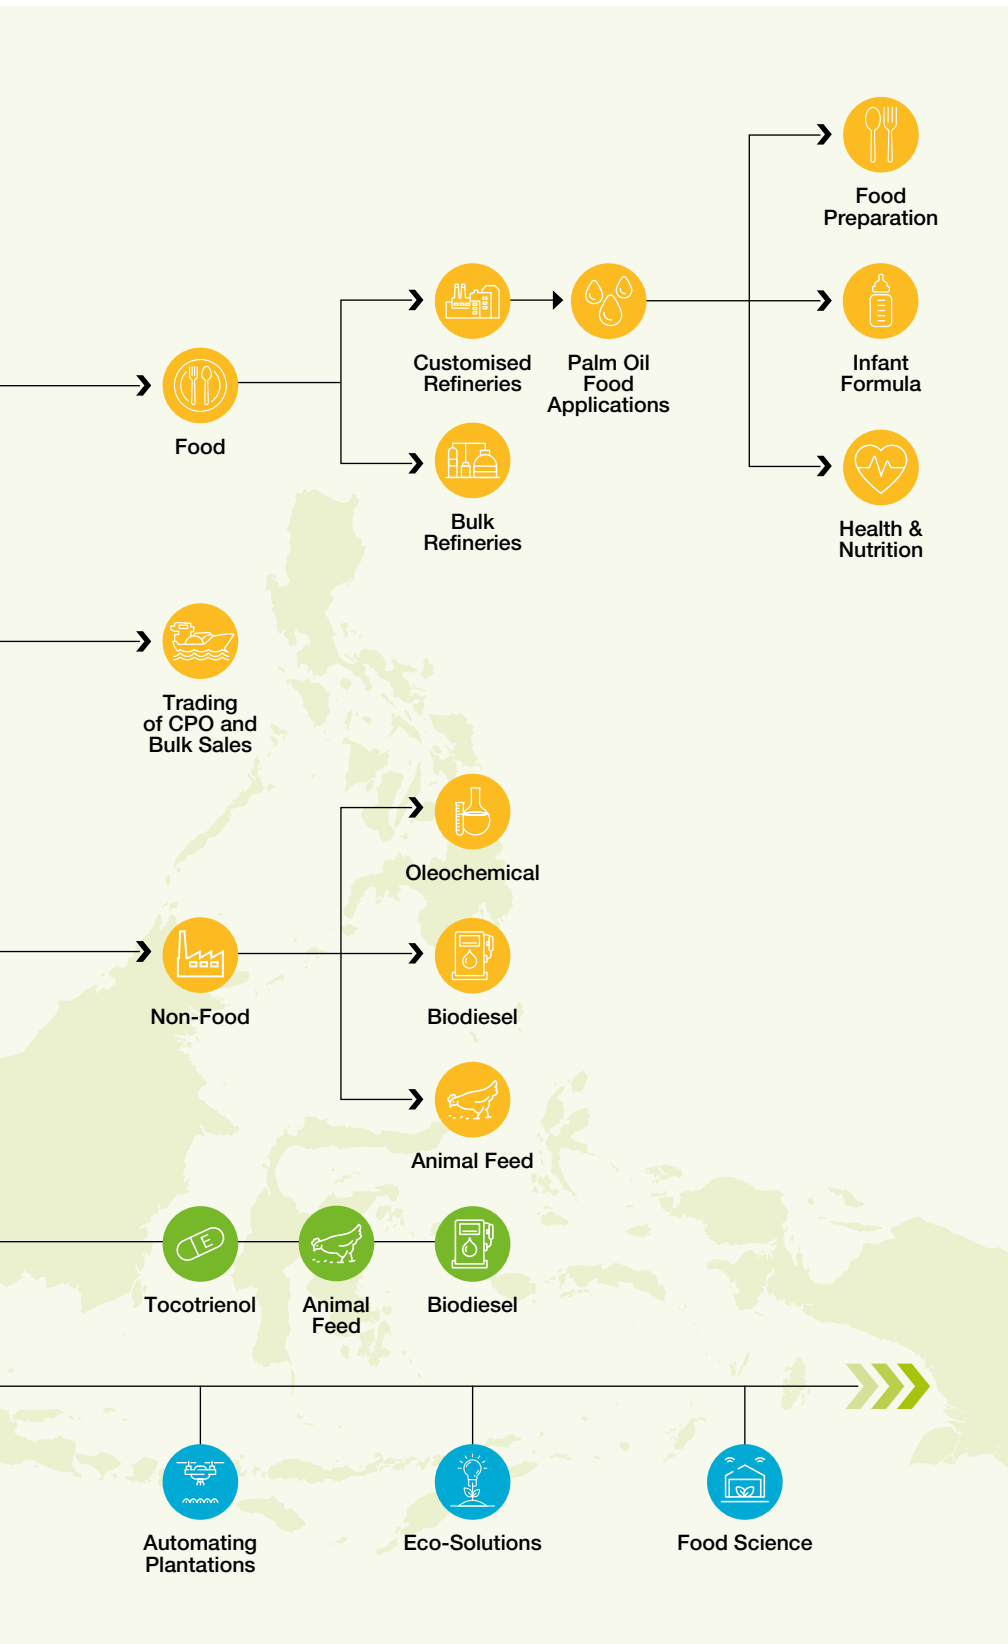 Food
Preparation
Customised
Refineries
Palm Oil
Food
Applications
Infant
Formula
Food
Bulk
Refineries
Health &
Nutrition
Trading
of CPO and
Bulk Sales
Oleochemical
Non-Food
Biodiesel
Animal Feed
E
Tocotrienol
Animal
Feed
Biodiesel
Automating
Plantations
Eco-Solutions
Food Science